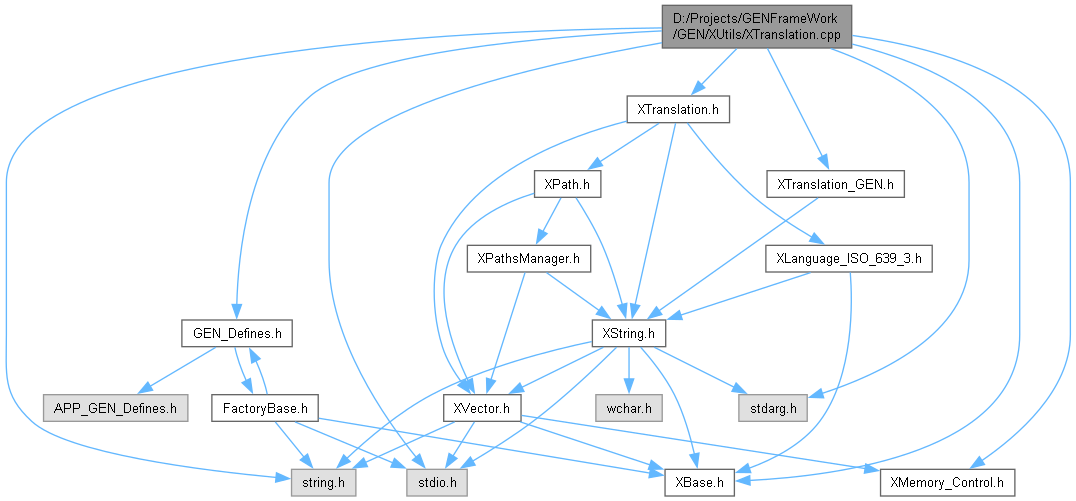 D:/Projects/GENFrameWork
/GEN/XUtils/XTranslation.cpp
XTranslation.h
XPath.h
XTranslation_GEN.h
XPathsManager.h
XLanguage_ISO_639_3.h
GEN_Defines.h
XString.h
APP_GEN_Defines.h
FactoryBase.h
XVector.h
wchar.h
stdarg.h
string.h
stdio.h
XBase.h
XMemory_Control.h